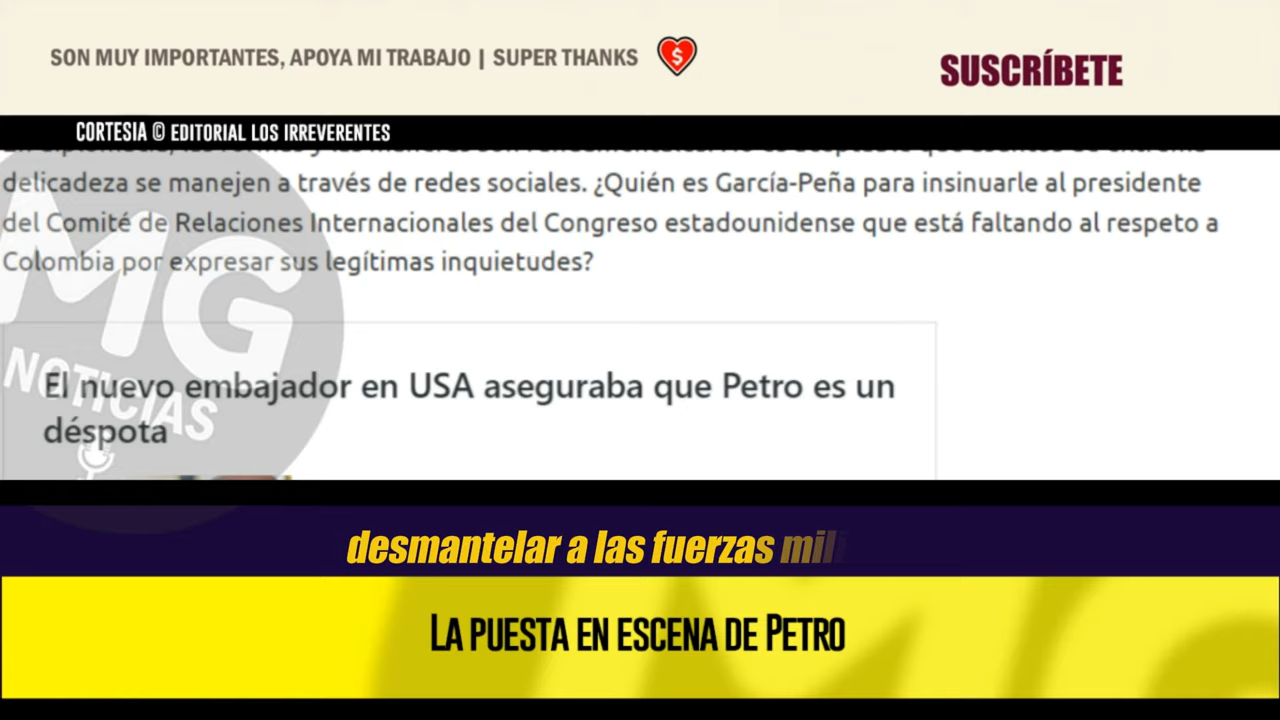 SON MUY IMPORTANTES, APOYA MI TRABAJO | SUPER THANKS
SUSCRÍBETE
CORTESIA © EDITORIAL LOS IRREVERENTES
delicadeza se manejen a través de redes sociales. ¿Quién es García-Peña para insinuarle al presidente
del Comité de Relaciones Internacionales del Congreso estadounidense que está faltando al respeto a
Colombia por expresar sus legítimas inquietudes?
MG
NOTICIAS
El nuevo embajador en USA aseguraba que Petro es un
déspota
desmantelar a las fuerzas mil
LA PUESTA EN ESCENA DE PETRO